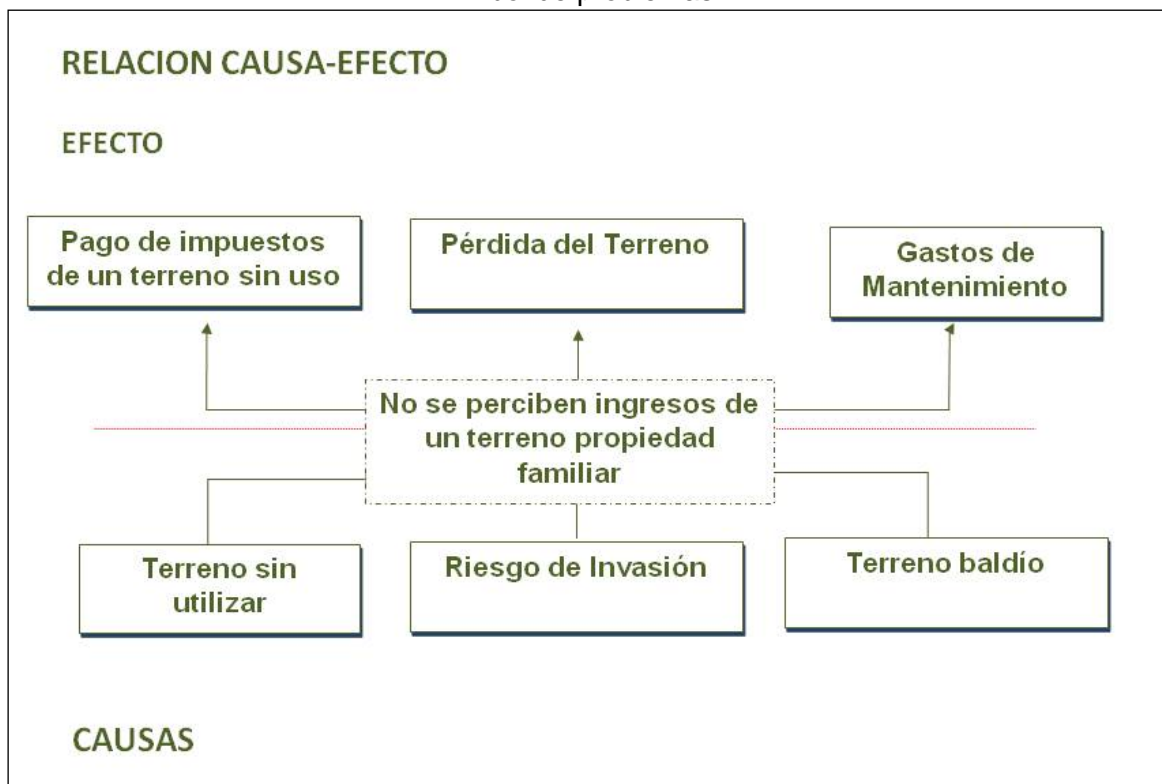 RELACION CAUSA-EFECTO
EFECTO
Pago de impuestos
de un terreno sin uso
Pérdida del Terreno
Gastos de
Mantenimiento
No se perciben ingresos de
un terreno propiedad
familiar
Terreno sin
utilizar
Riesgo de Invasión
Terreno baldío
CAUSAS